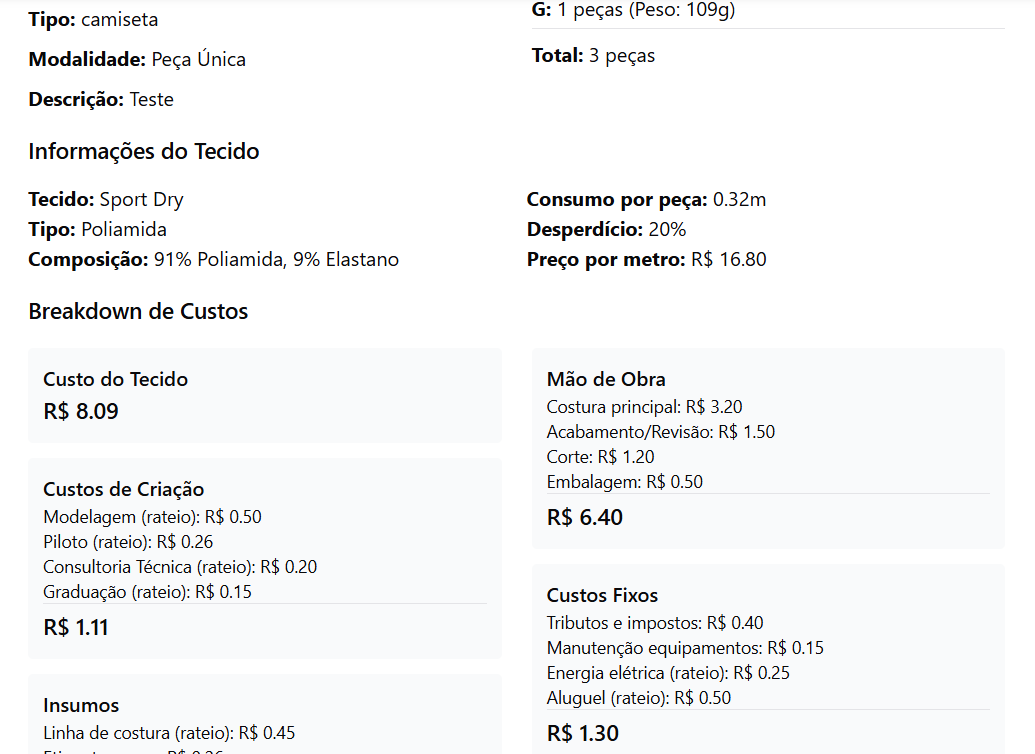 Tipo: camiseta
Modalidade: Peça Única
Descrição: Teste
G: 1 peças (Peso: 109g)
Total: 3 peças
Informações do Tecido
Tecido: Sport Dry
Tipo: Poliamida
Composição: 91% Poliamida, 9% Elastano
Consumo por peça: 0.32m
Desperdício: 20%
Preço por metro: R$ 16.80
Breakdown de Custos
Custo do Tecido
R$ 8.09
Custos de Criação
Modelagem (rateio): R$ 0.50
Piloto (rateio): R$ 0.26
Consultoria Técnica (rateio): R$ 0.20
Graduação (rateio): R$ 0.15
R$ 1.11
Insumos
Linha de costura (rateio): R$ 0.45
Mão de Obra
Costura principal: R$ 3.20
Acabamento/Revisão: R$ 1.50
Corte: R$ 1.20
Embalagem: R$ 0.50
R$ 6.40
Custos Fixos
Tributos e impostos: R$ 0.40
Manutenção equipamentos: R$ 0.15
Energia elétrica (rateio): R$ 0.25
Aluguel (rateio): R$ 0.50
R$ 1.30